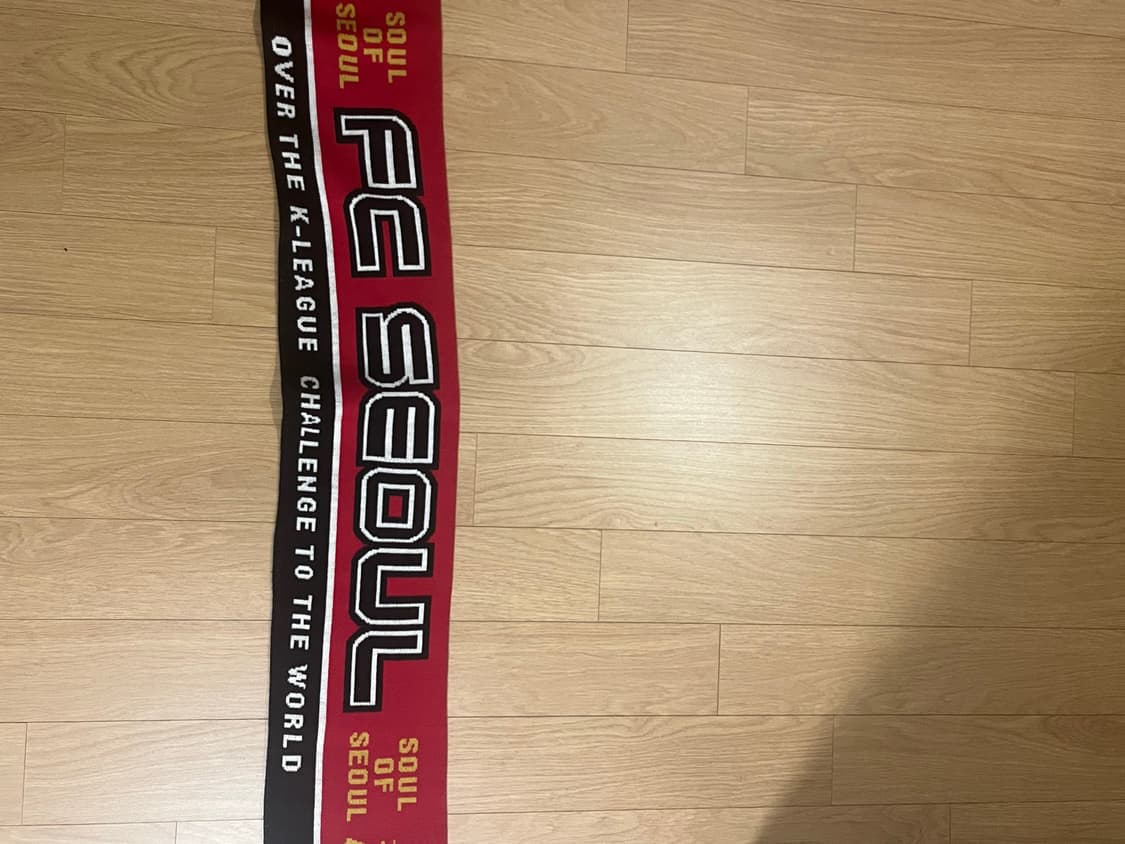 SOUL
OF
SEOUL
FC SEOUL
SOUL
OF
SEOUL
OVER THE K-LEAGUE CHALLENGE TO THE WORLD